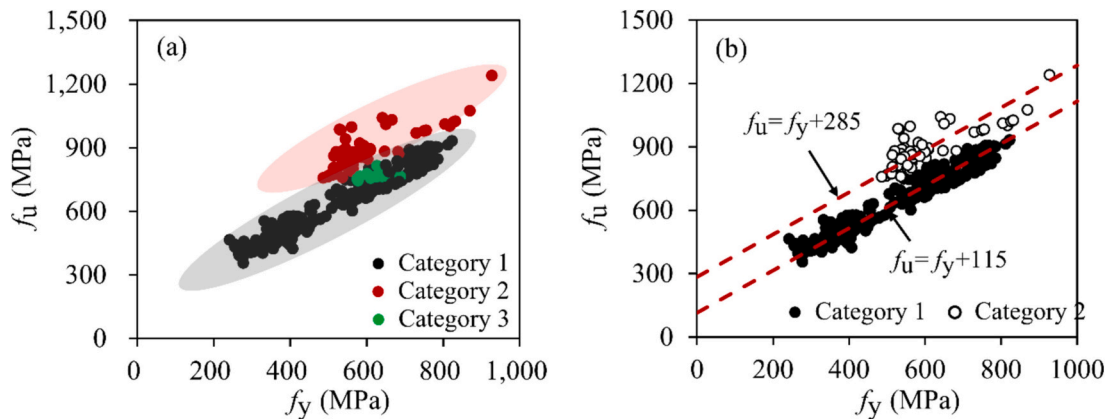 (a)
1,500
1,200
900
600
300
0
0 200 400 600 800 1,000
fu (MPa)
fy (MPa)
Category 1
Category 2
Category 3
(b)
1500
1200
900
600
300
0
0 200 400 600 800 1000
fu (MPa)
fy (MPa)
fu= fy+285
fu= fy+115
Category 1 Category 2